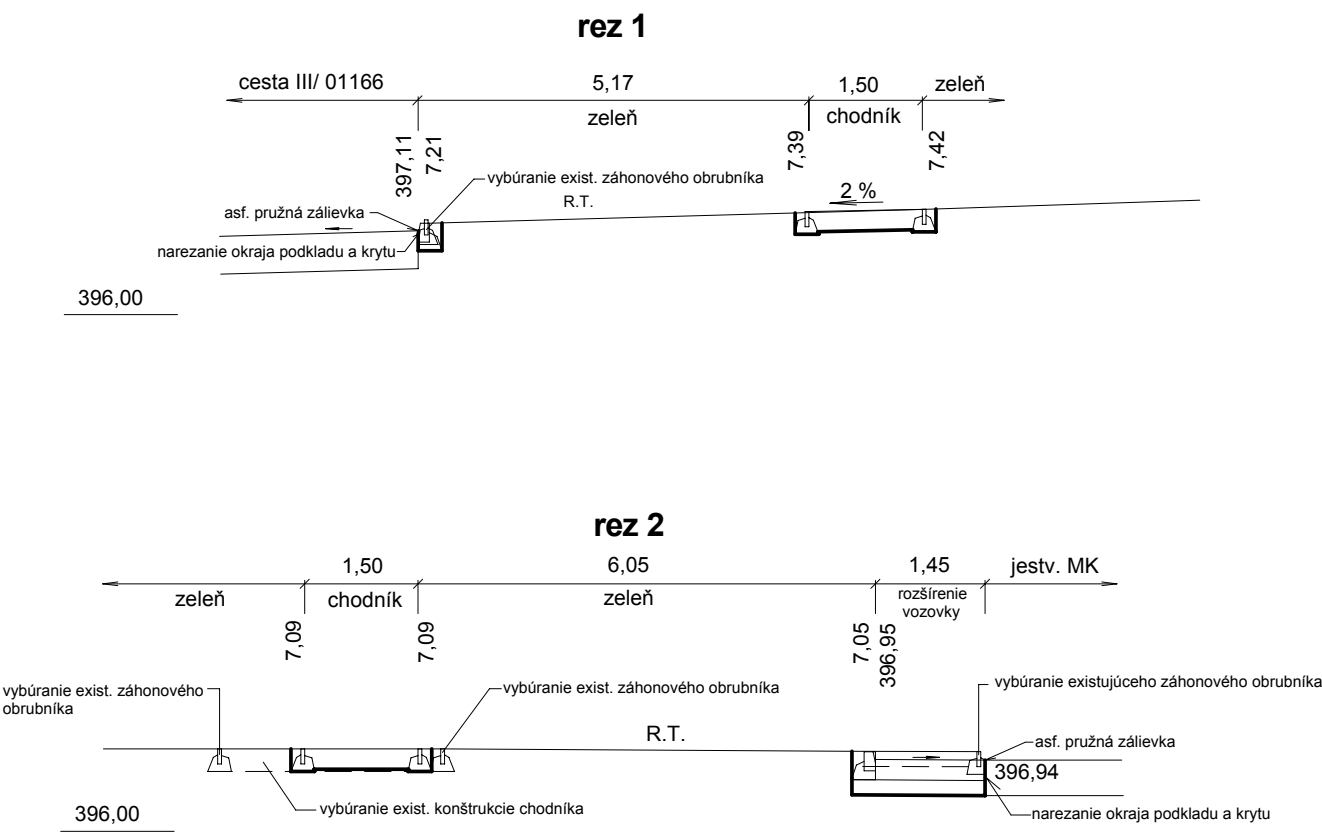 rez 1
cesta III/ 01166
5,17
1,50
zeleň
zeleň
chodník
397,11
7,21
7,39
7,42
vybúranie exist. záhonového obrubníka
R.T.
2 %
asf. pružná zálievka
narezanie okraja podkladu a krytu
396,00
rez 2
1,50
6,05
1,45
jestv. MK
zeleň
chodník
zeleň
rozšírenie
vozovky
7,09
7,09
7,05
396,95
vybúranie exist. záhonového
obrubníka
vybúranie exist. záhonového obrubníka
vybúranie existujúceho záhonového obrubníka
R.T.
asf. pružná zálievka
396,94
vybúranie exist. konštrukcie chodníka
narezanie okraja podkladu a krytu
396,00